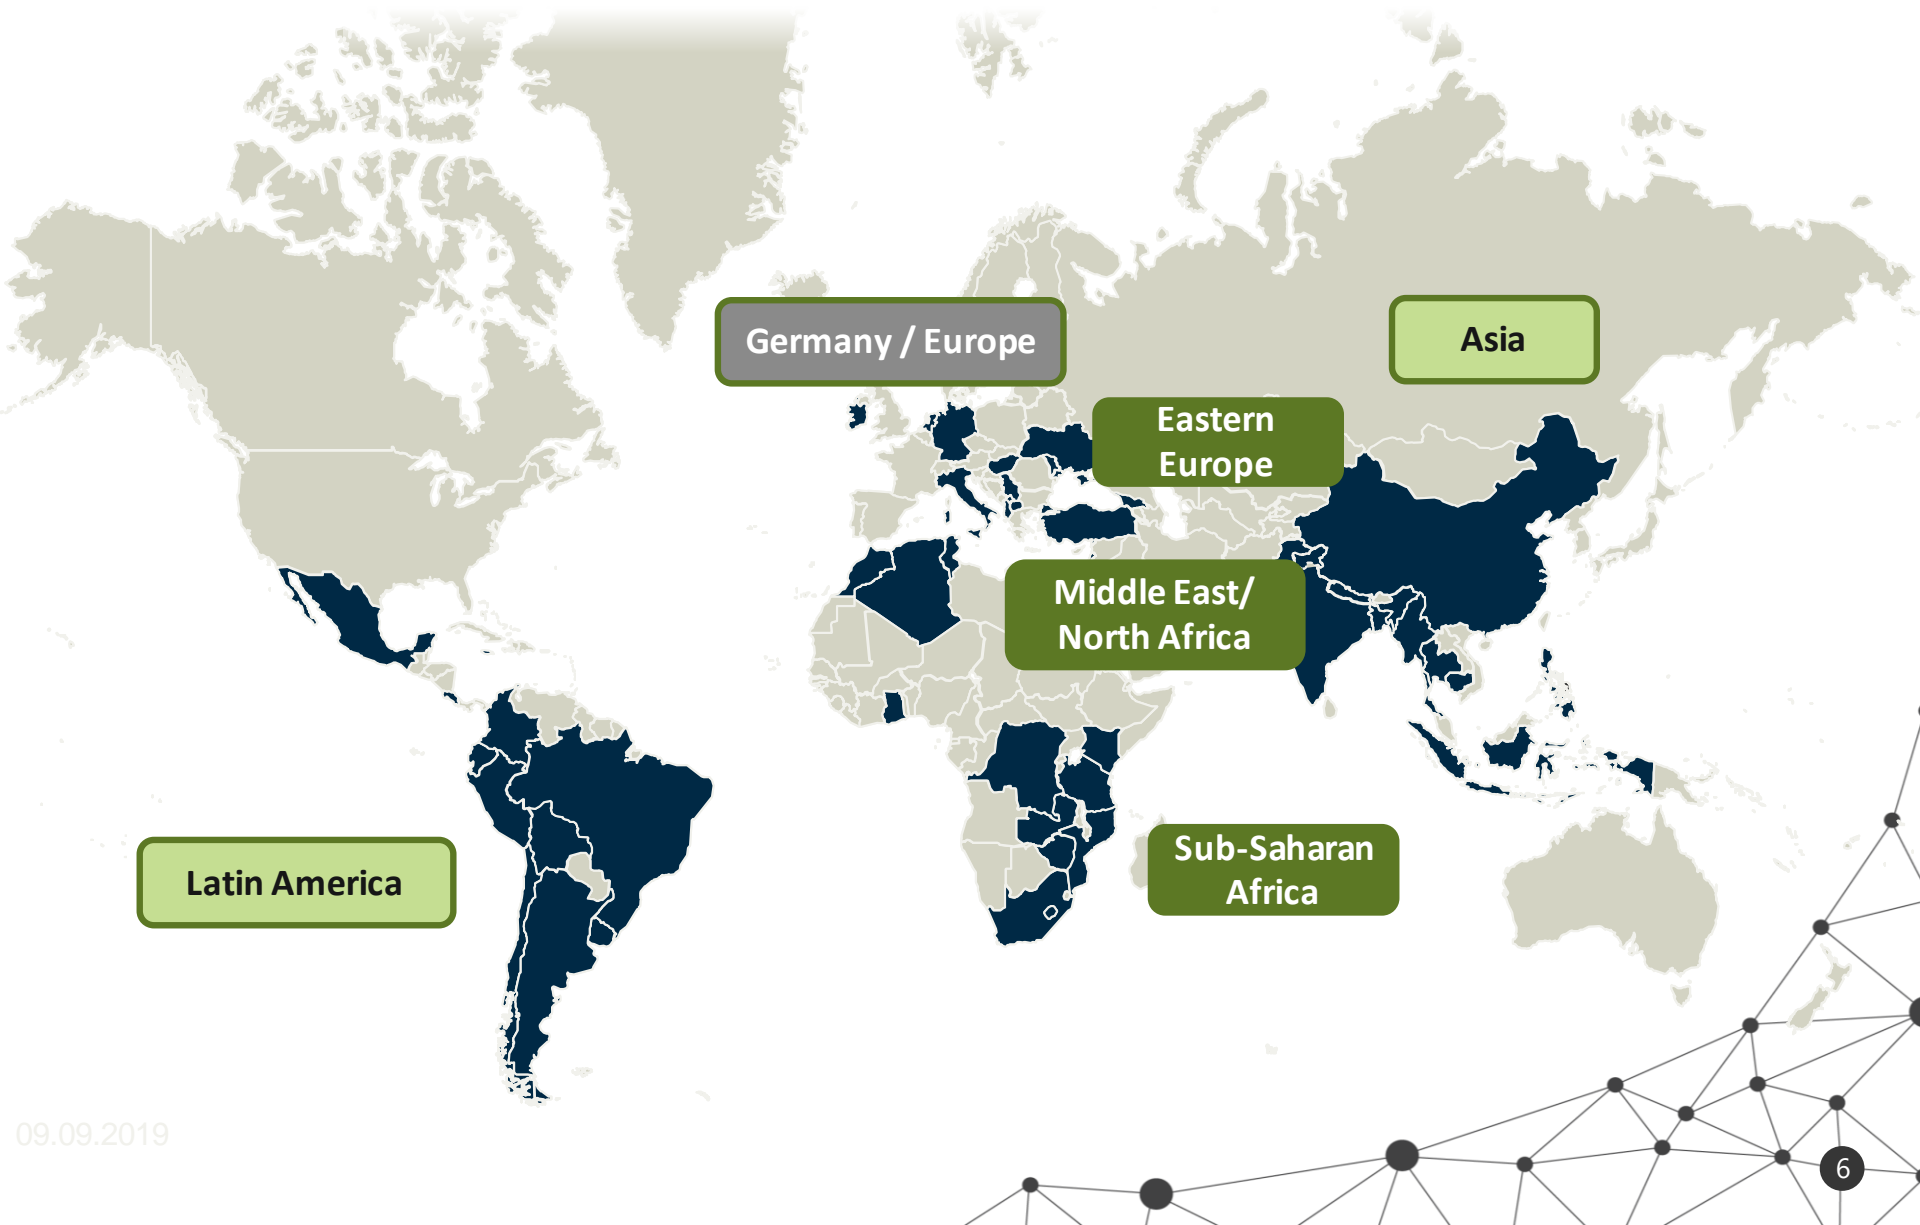 Germany / Europe
Asia
Eastern
Europe
Middle East/
North Africa
Sub-Saharan
Africa
Latin America
09.09.2019
6